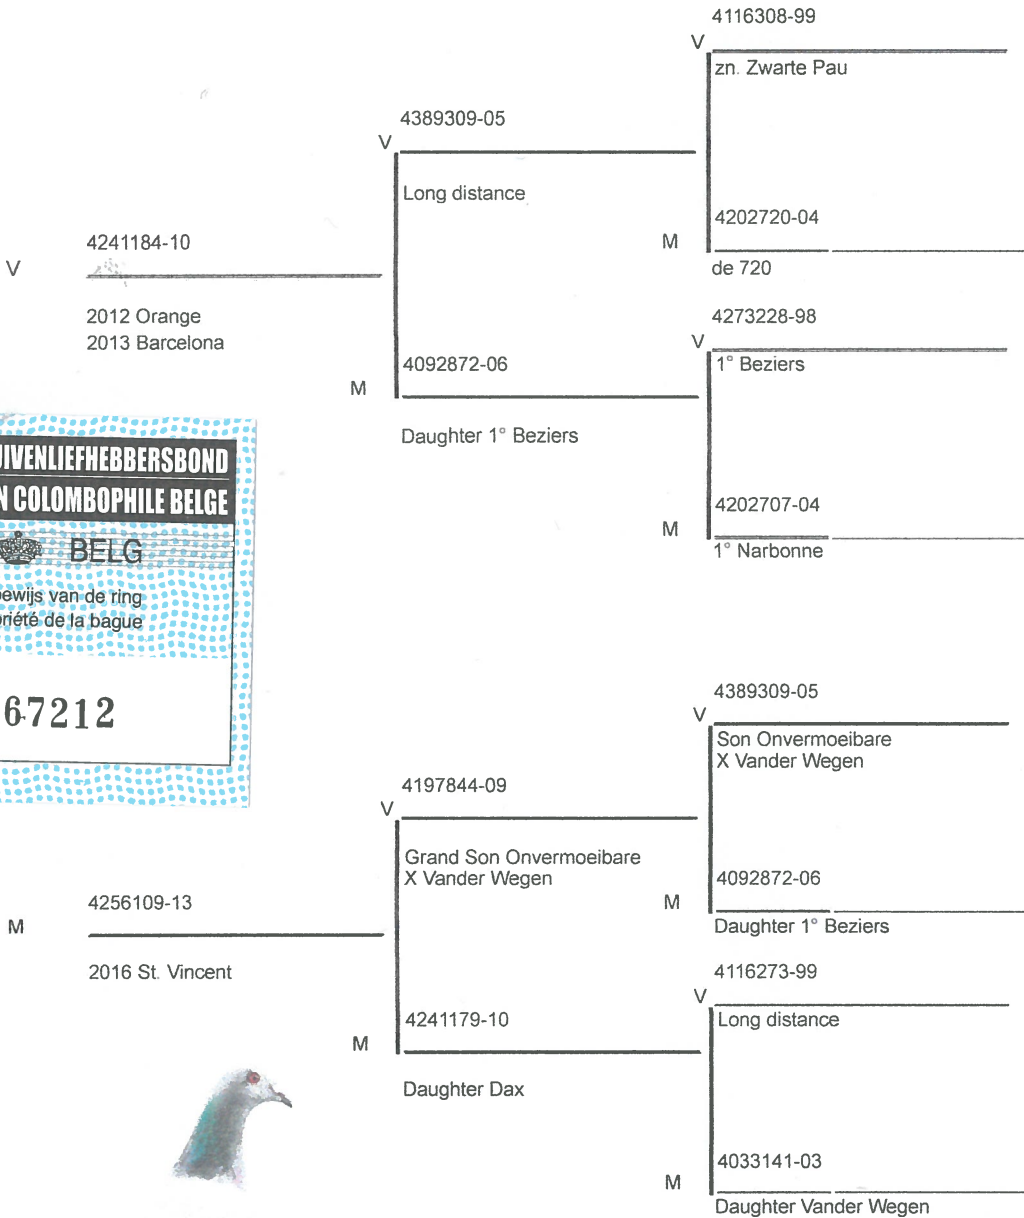 4116308-99
V
zn. Zwarte Pau
4389309-05
V
Long distance
4202720-04
M
de 720
4241184-10
V
2012 Orange
2013 Barcelona
4273228-98
V
1° Beziers
4092872-06
M
Daughter 1° Beziers
4202707-04
M
1° Narbonne
UIVENLIEFHEBBERSBOND
N COLOMBOPHILE BELGE
BELG
bewijs van de ring
priété de la bague
67212
4389309-05
V
Son Onvermoeibare
X Vander Wegen
4197844-09
V
Grand Son Onvermoeibare
X Vander Wegen
4092872-06
M
Daughter 1° Beziers
4256109-13
M
2016 St. Vincent
4116273-99
V
Long distance
4241179-10
M
Daughter Dax
4033141-03
M
Daughter Vander Wegen